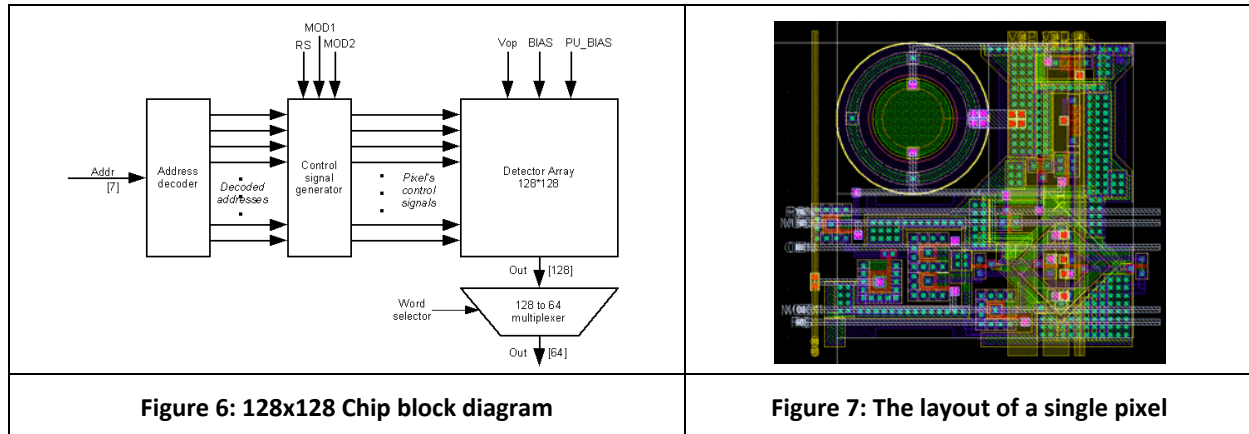 MOD1
RS
MOD2
Vop BIAS PU_BIAS
Addr
[7]
Address
decoder
Decoded
addresses
Control
signal
generator
Pixel's
control
signals
Detector Array
128*128
Out [128]
Word
selector
128 to 64
multiplexer
Out [64]
Figure 6: 128x128 Chip block diagram
Figure 7: The layout of a single pixel